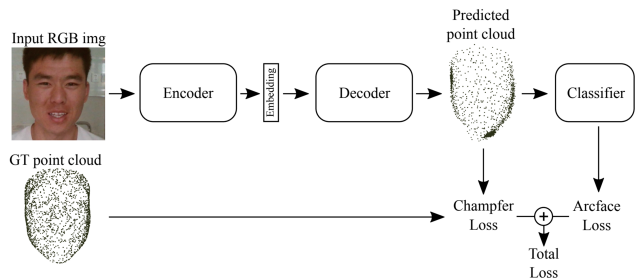 Input RGB img
Encoder
Embedding
Decoder
Predicted
point cloud
Classifier
GT point cloud
Champfer
Loss
+
Arcface
Loss
Total
Loss